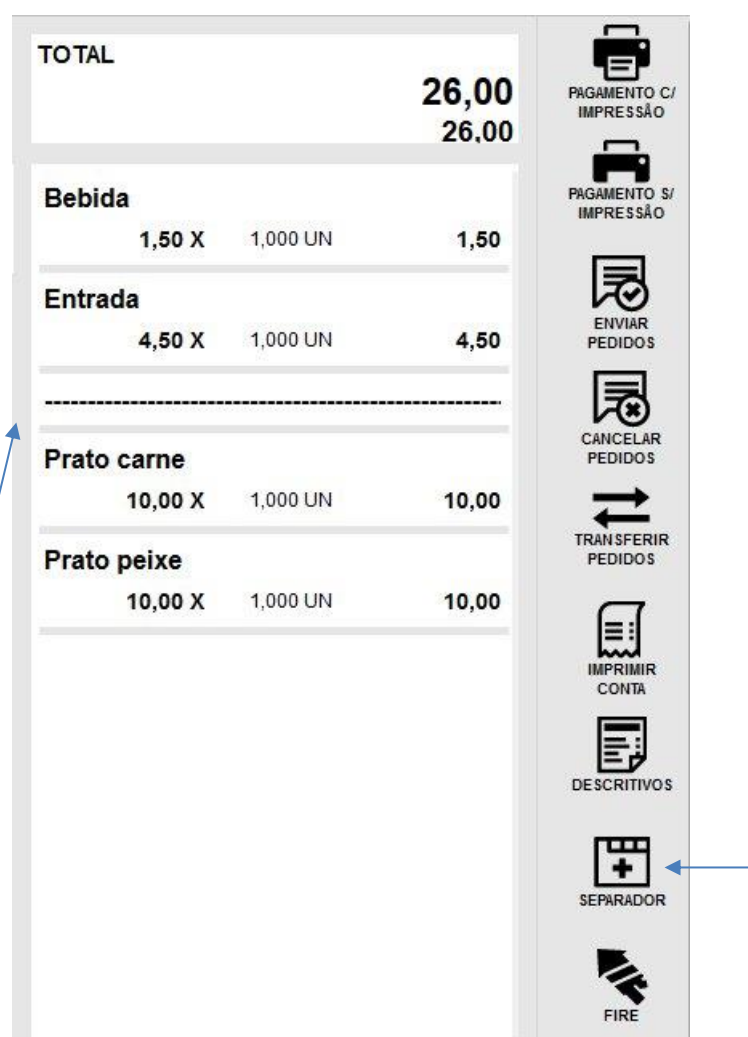 TOTAL
26,00
26,00
Bebida
1,50 X 1,000 UN 1,50
Entrada
4,50 X 1,000 UN 4,50
--------------------------------------------------------
Prato carne
10,00 X 1,000 UN 10,00
Prato peixe
10,00 X 1,000 UN 10,00
PAGAMENTO C/
IMPRESSÃO
PAGAMENTO S/
IMPRESSÃO
ENVIAR
PEDIDOS
CANCELAR
PEDIDOS
TRANSFERIR
PEDIDOS
IMPRIMIR
CONTA
DESCRITIVOS
SEPARADOR
FIRE